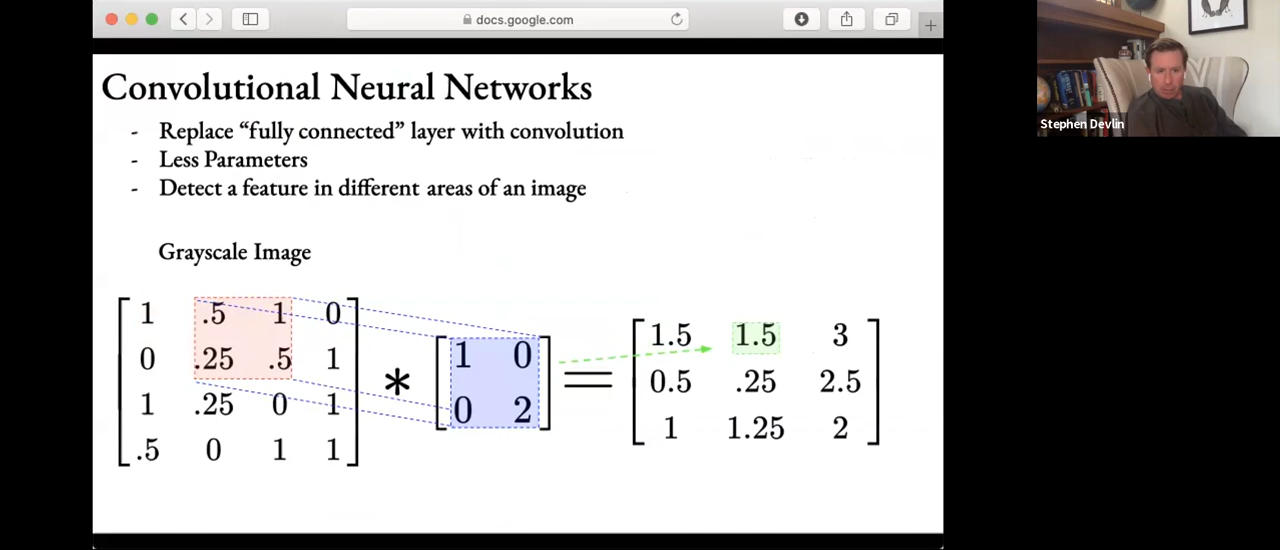 docs.google.com
Convolutional Neural Networks
- Replace “fully connected” layer with convolution
- Less Parameters
- Detect a feature in different areas of an image
Grayscale Image
1 .5 1 0
0 .25 .5 1
1 .25 0 1
.5 0 1 1
*
1 0
0 2
=
1.5 1.5 3
0.5 .25 2.5
1 1.25 2
Stephen Devlin